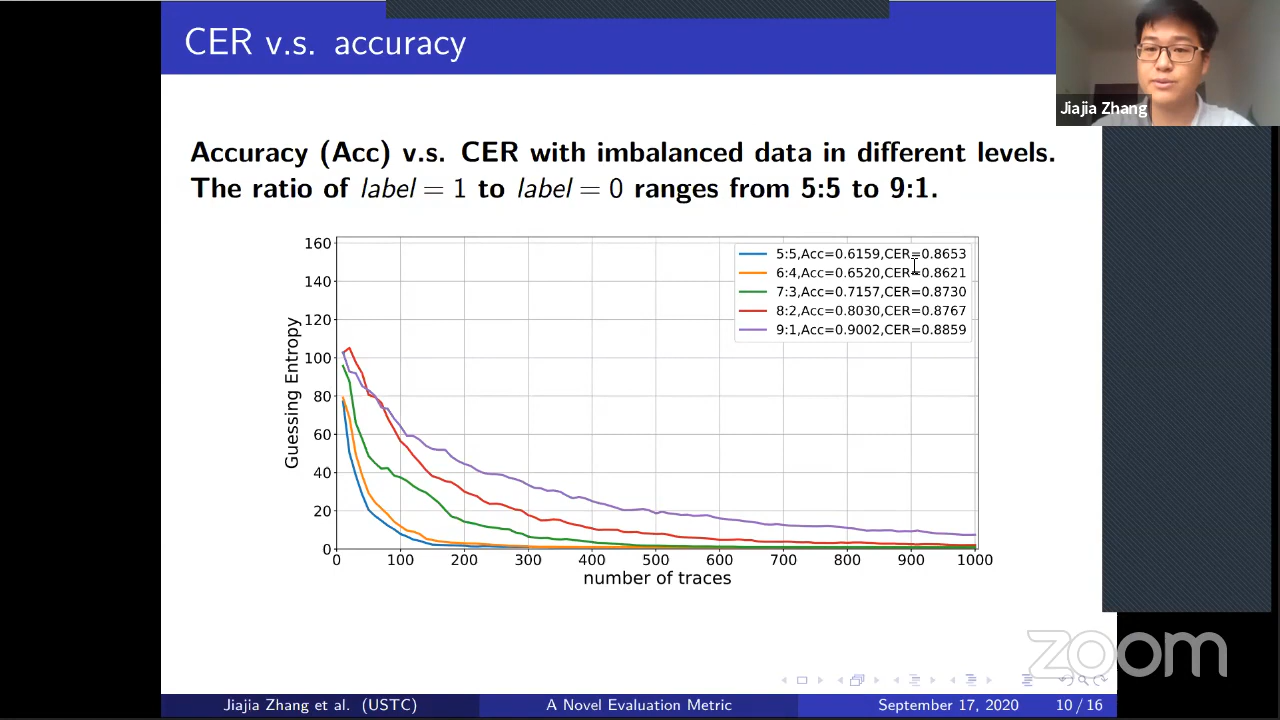 CER v.s. accuracy
Jiajia Zhang
Accuracy (Acc) v.s. CER with imbalanced data in different levels.
The ratio of label = 1 to label = 0 ranges from 5:5 to 9:1.
5:5,Acc=0.6159,CER=0.8653
6:4,Acc=0.6520,CER=0.8621
7:3,Acc=0.7157,CER=0.8730
8:2,Acc=0.8030,CER=0.8767
9:1,Acc=0.9002,CER=0.8859
Guessing Entropy
160
140
120
100
80
60
40
20
0
0 100 200 300 400 500 600 700 800 900 1000
number of traces
zoom
Jiajia Zhang et al. (USTC) A Novel Evaluation Metric September 17, 2020 10 / 16